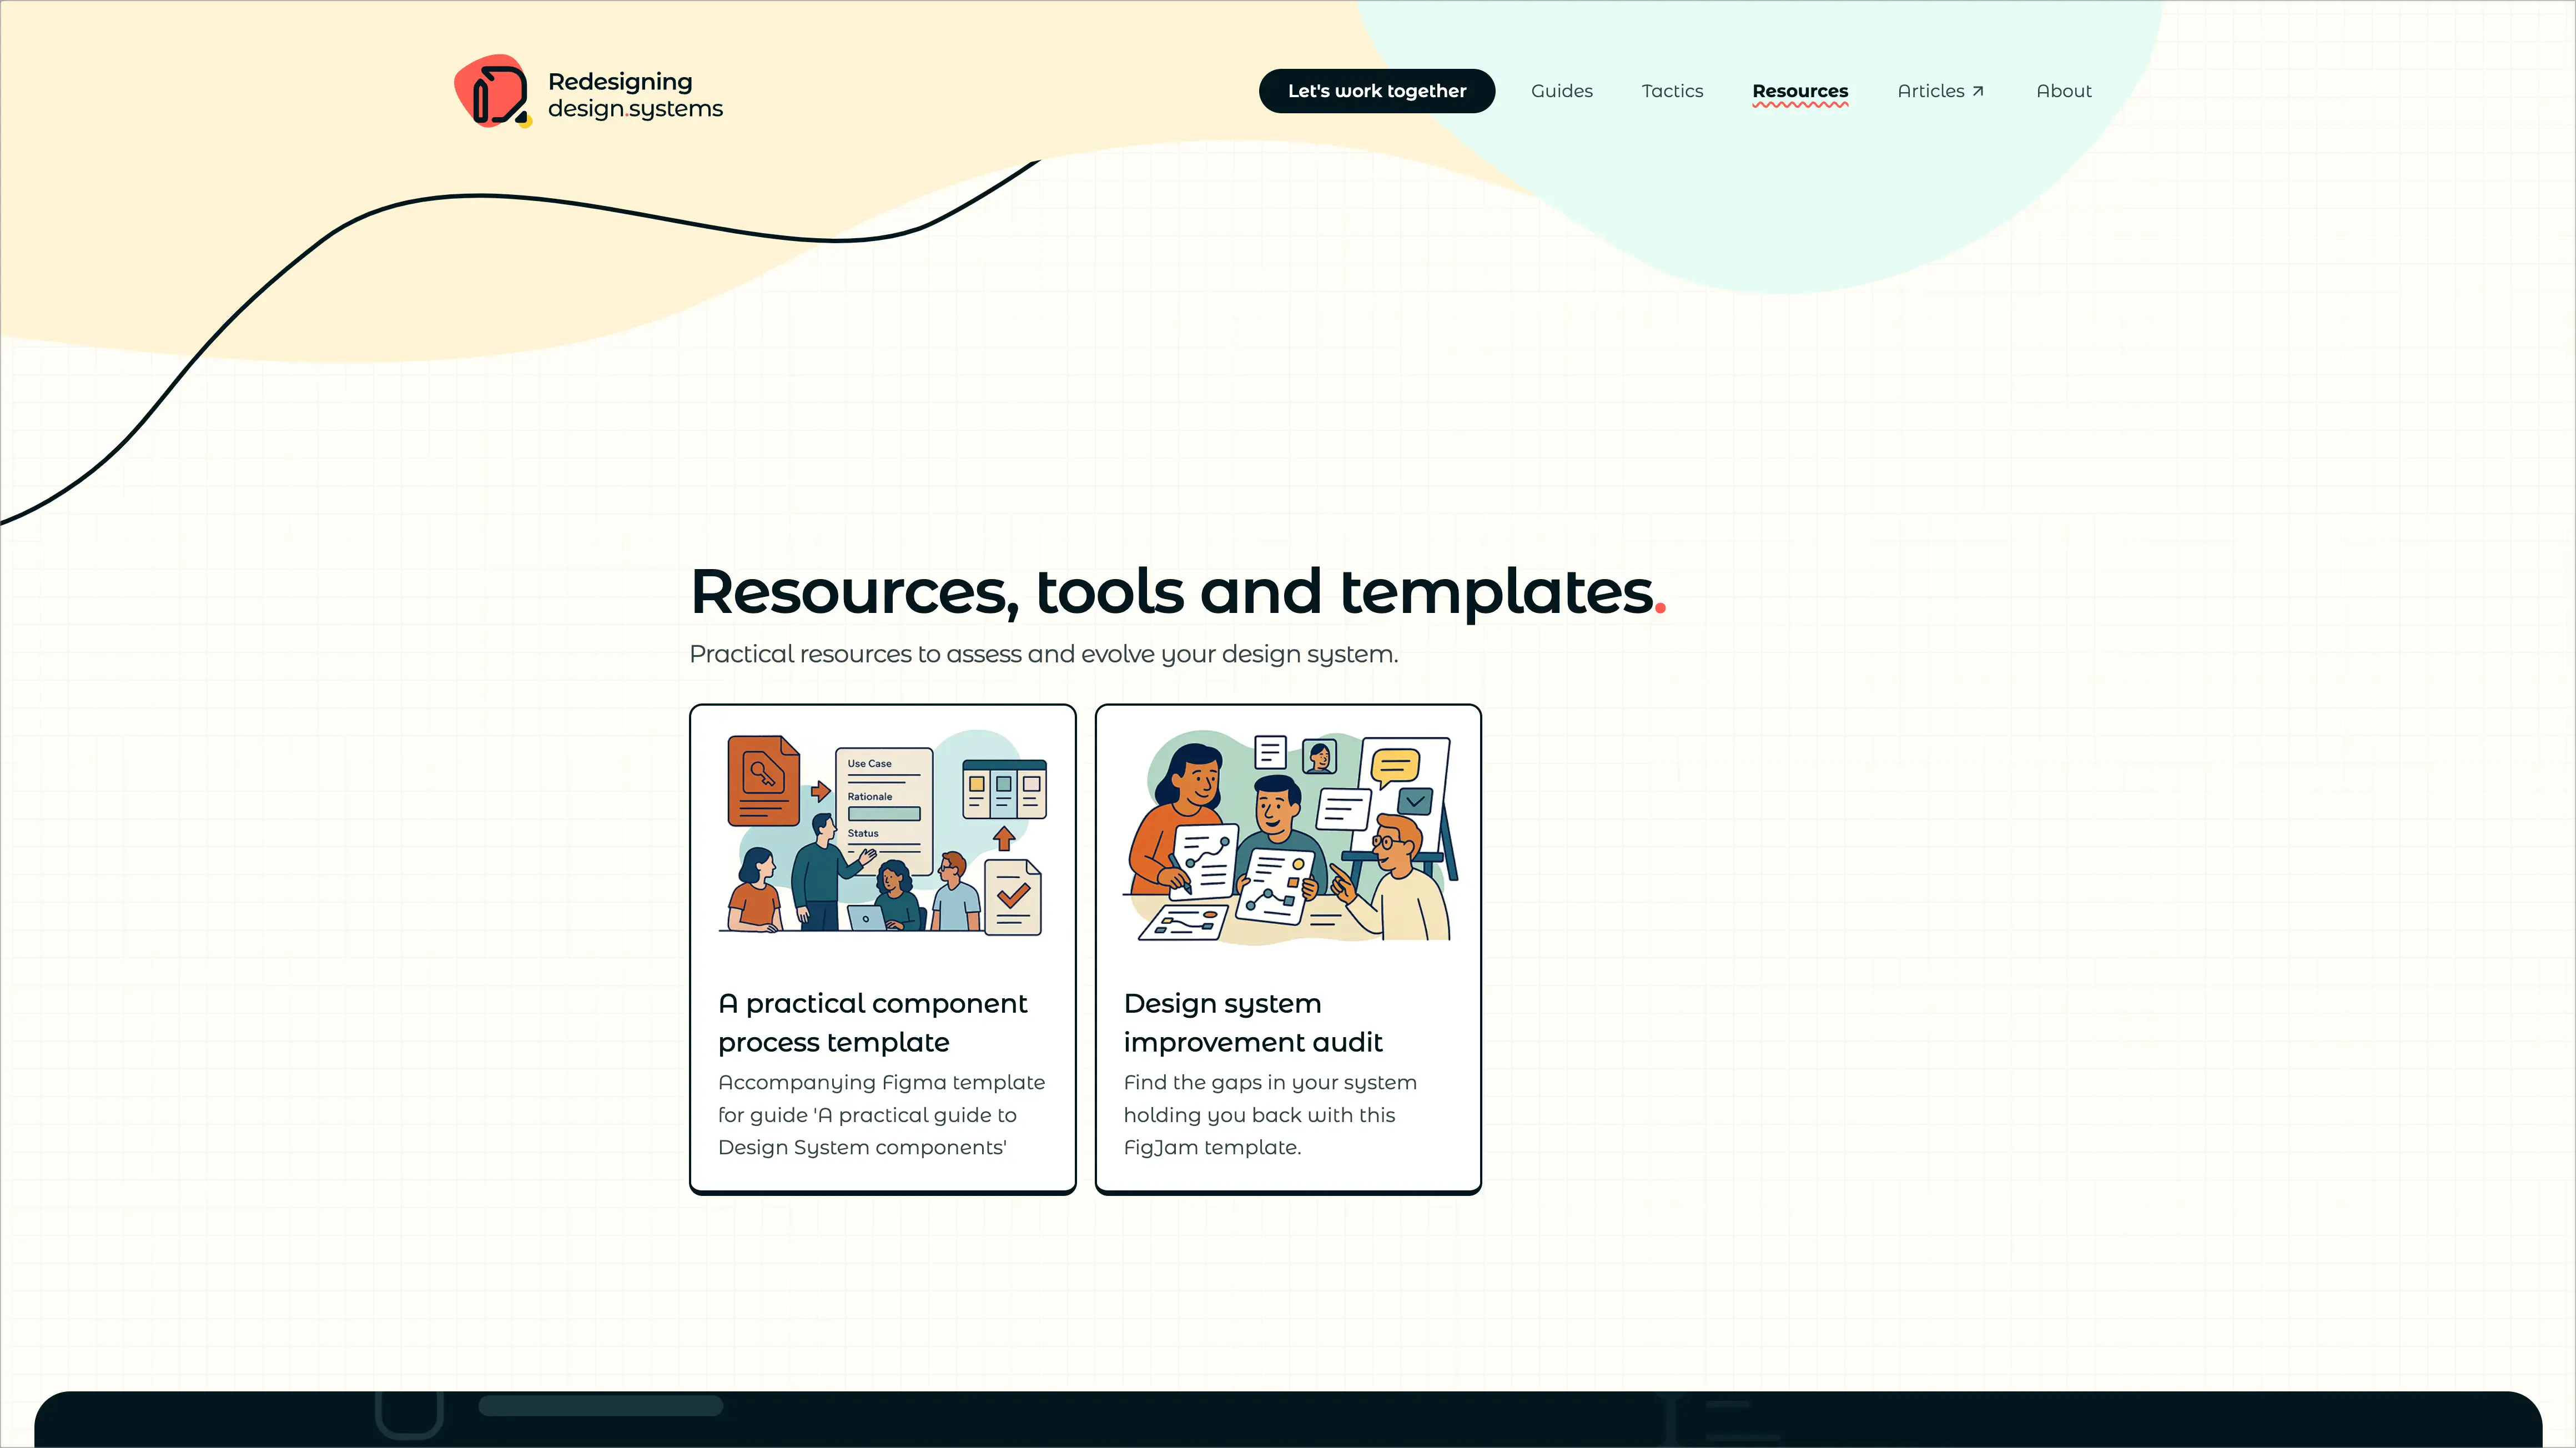 Redesigning
design.systems
Let's work together
Guides
Tactics
Resources
Articles ↗
About
Resources, tools and templates.
Practical resources to assess and evolve your design system.
Use Case
Rationale
Status
A practical component
process template
Accompanying Figma template
for guide 'A practical guide to
Design System components'
Design system
improvement audit
Find the gaps in your system
holding you back with this
FigJam template.